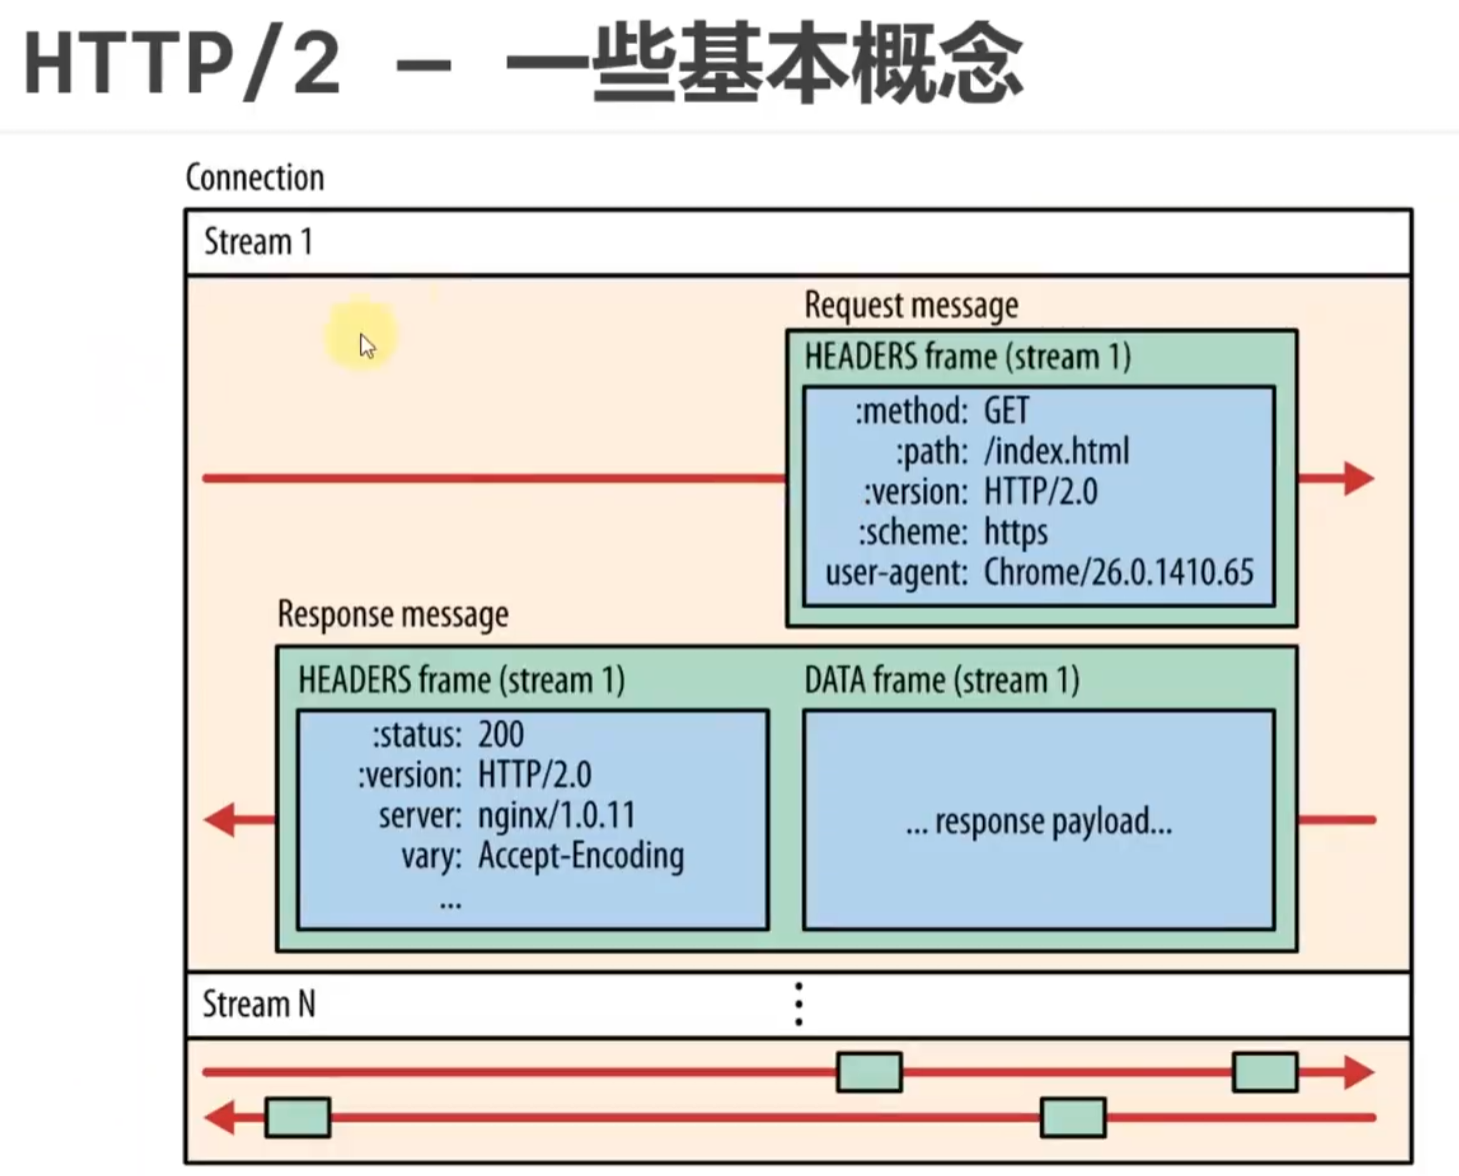 HTTP/2 - 一些基本概念
Connection
Stream 1
Request message
HEADERS frame (stream 1)
:method: GET
:path: /index.html
:version: HTTP/2.0
:scheme: https
user-agent: Chrome/26.0.1410.65
Response message
HEADERS frame (stream 1)
:status: 200
:version: HTTP/2.0
server: nginx/1.0.11
vary: Accept-Encoding
...
DATA frame (stream 1)
... response payload...
Stream N